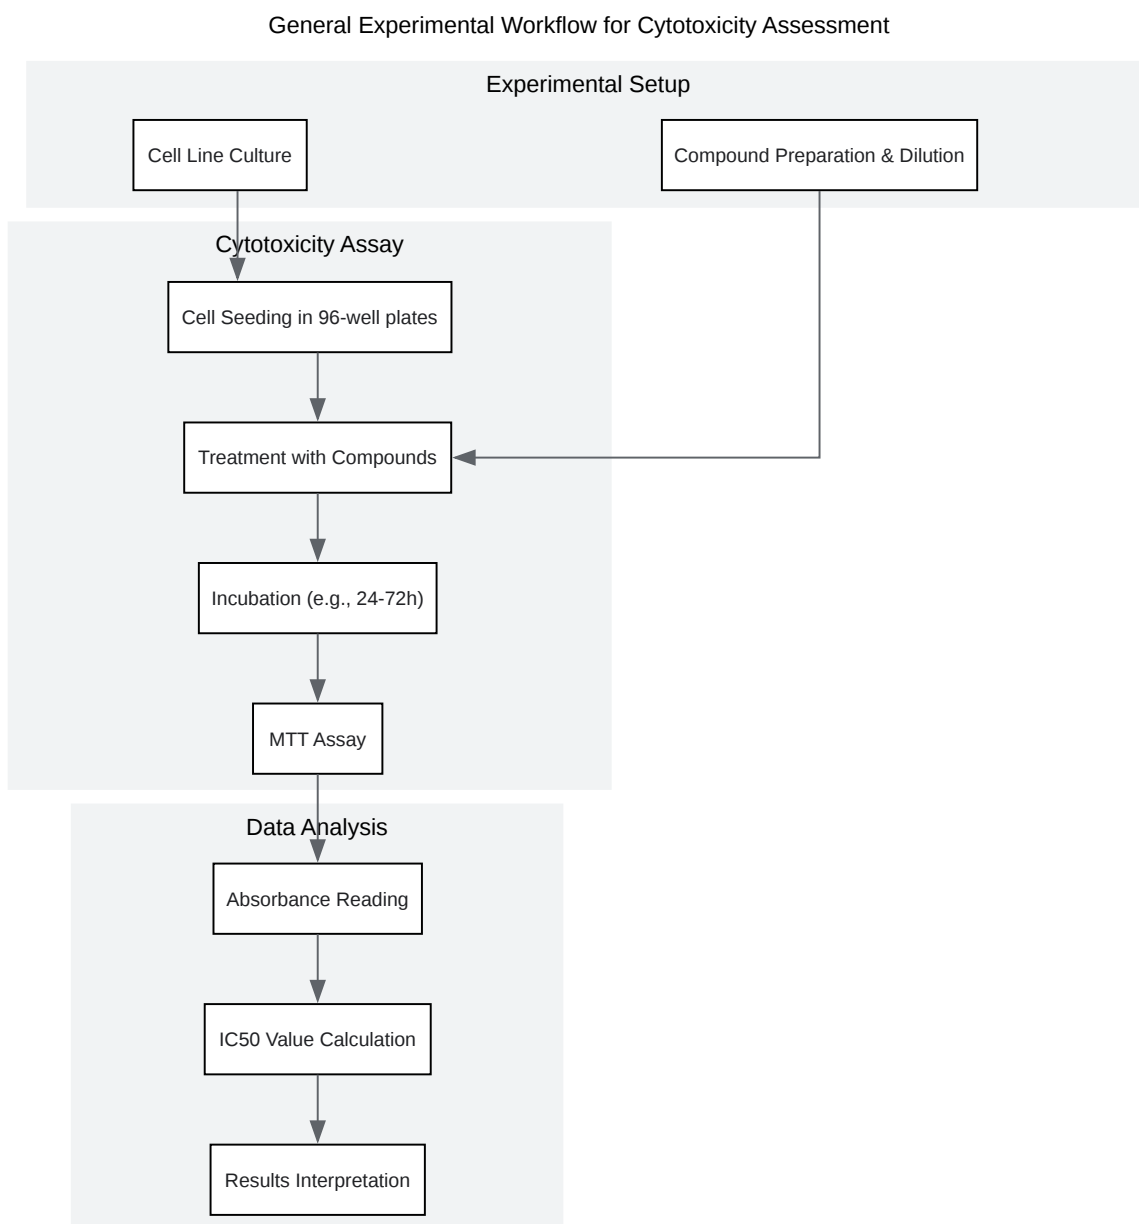 General Experimental Workflow for Cytotoxicity Assessment
Experimental Setup
Cell Line Culture
Compound Preparation & Dilution
Cytotoxicity Assay
Cell Seeding in 96-well plates
Treatment with Compounds
Incubation (e.g., 24-72h)
MTT Assay
Data Analysis
Absorbance Reading
IC50 Value Calculation
Results Interpretation